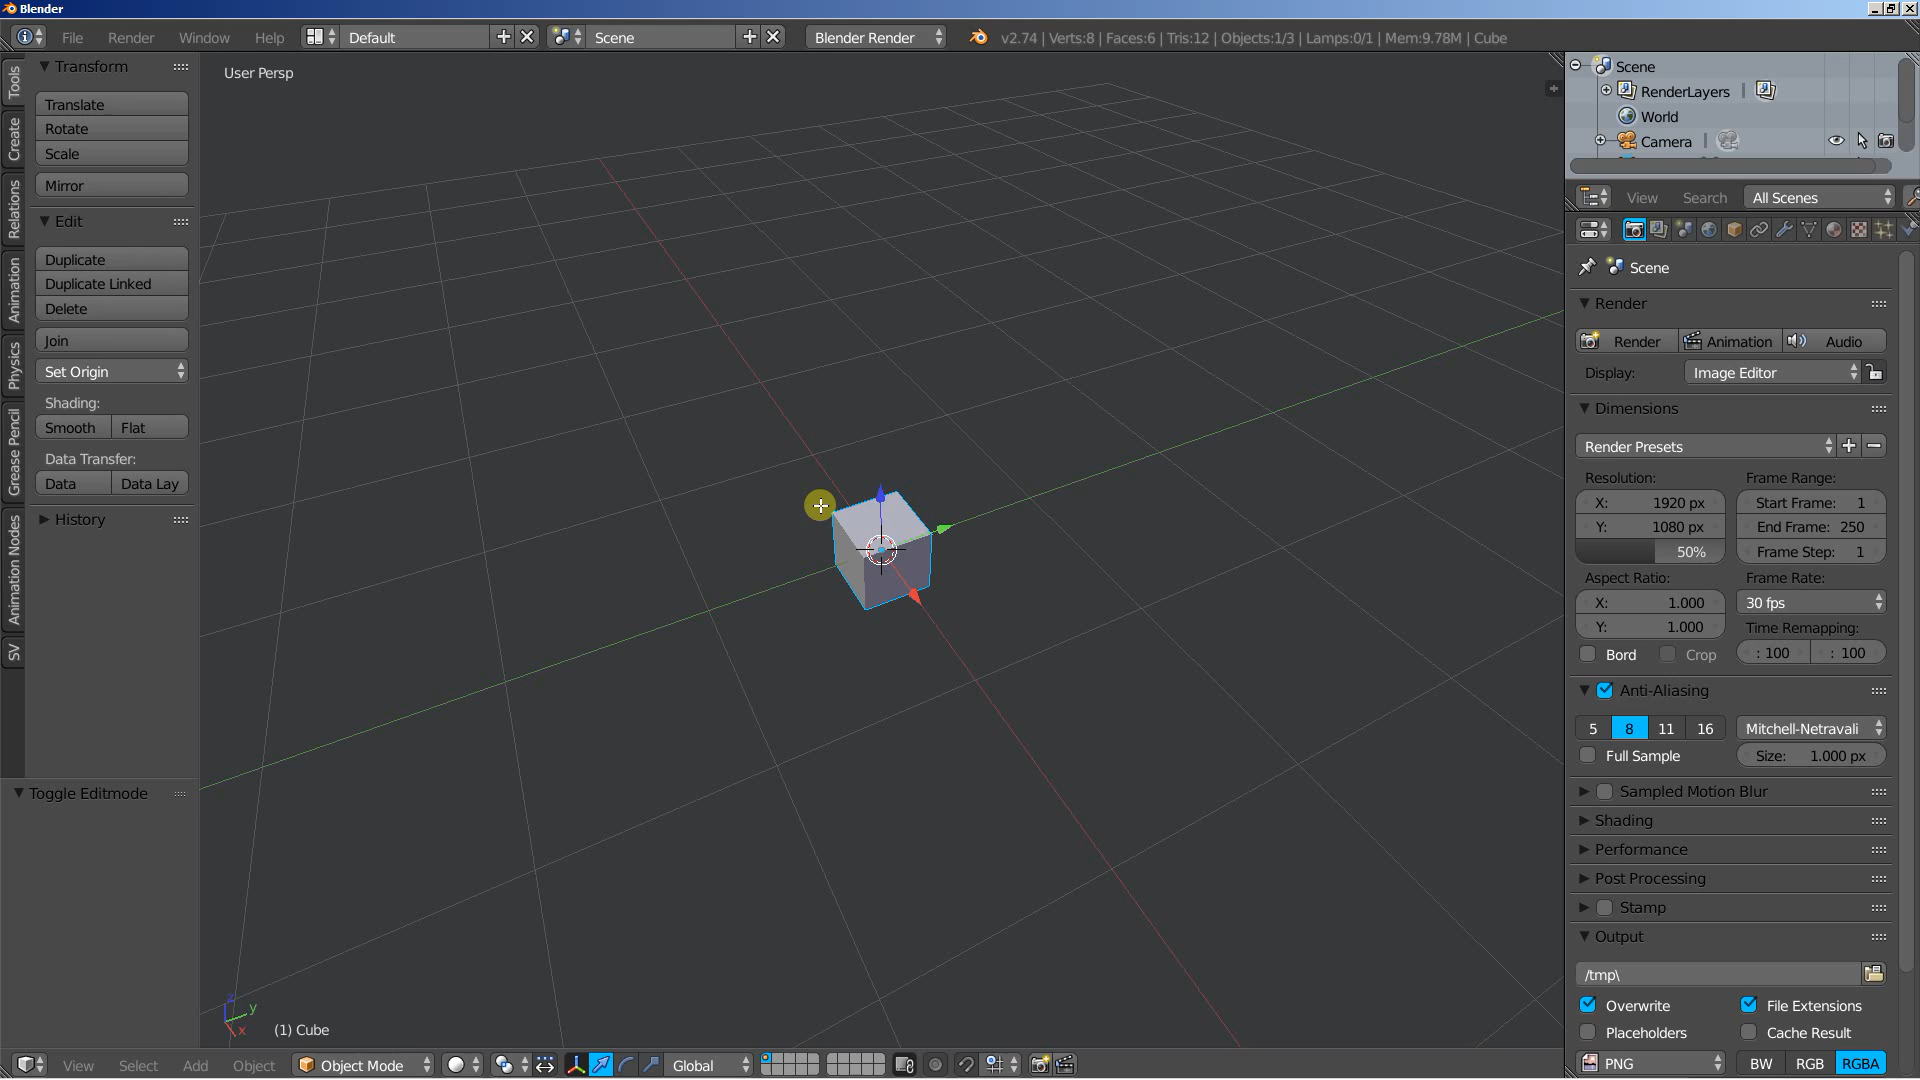 Blender
File Render Window Help Default Scene Blender Render v2.74 | Verts:8 | Faces:6 | Tris:12 | Objects:1/3 | Lamps:0/1 | Mem:9.78M | Cube
Tools
Create
Relations
Animation
Physics
Grease Pencil
Animation Nodes
SV
Transform
Translate
Rotate
Scale
Mirror
Edit
Duplicate
Duplicate Linked
Delete
Join
Set Origin
Shading:
Smooth Flat
Data Transfer:
Data Data Lay
History
Toggle Editmode
User Persp
z
y
x
(1) Cube
View Select Add Object Object Mode Global
Scene
RenderLayers
World
Camera
View Search All Scenes
Scene
Render
Render Animation Audio
Display: Image Editor
Dimensions
Render Presets
Resolution: Frame Range:
X: 1920 px Start Frame: 1
Y: 1080 px End Frame: 250
50% Frame Step: 1
Aspect Ratio: Frame Rate:
X: 1.000 30 fps
Y: 1.000 Time Remapping:
Bord Crop : 100 : 100
Anti-Aliasing
5 8 11 16 Mitchell-Netravali
Full Sample Size: 1.000 px
Sampled Motion Blur
Shading
Performance
Post Processing
Stamp
Output
/tmp\
Overwrite File Extensions
Placeholders Cache Result
PNG BW RGB RGBA